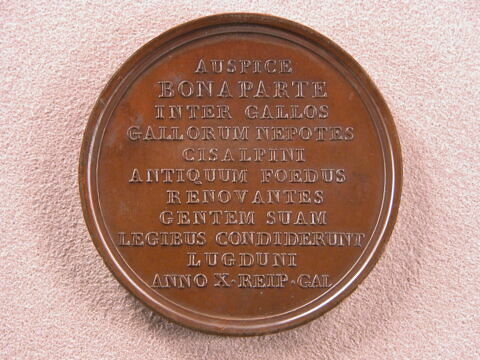 AUSPICE
BONAPARTE
INTER GALLOS
GALLORUM NEPOTES
CISALPINI
ANTIQUUM FOEDUS
RENOVANTES
GENTEM SUAM
LEGIBUS CONDIDERUNT
LUGDUNI
ANNO X·REIP·GAL